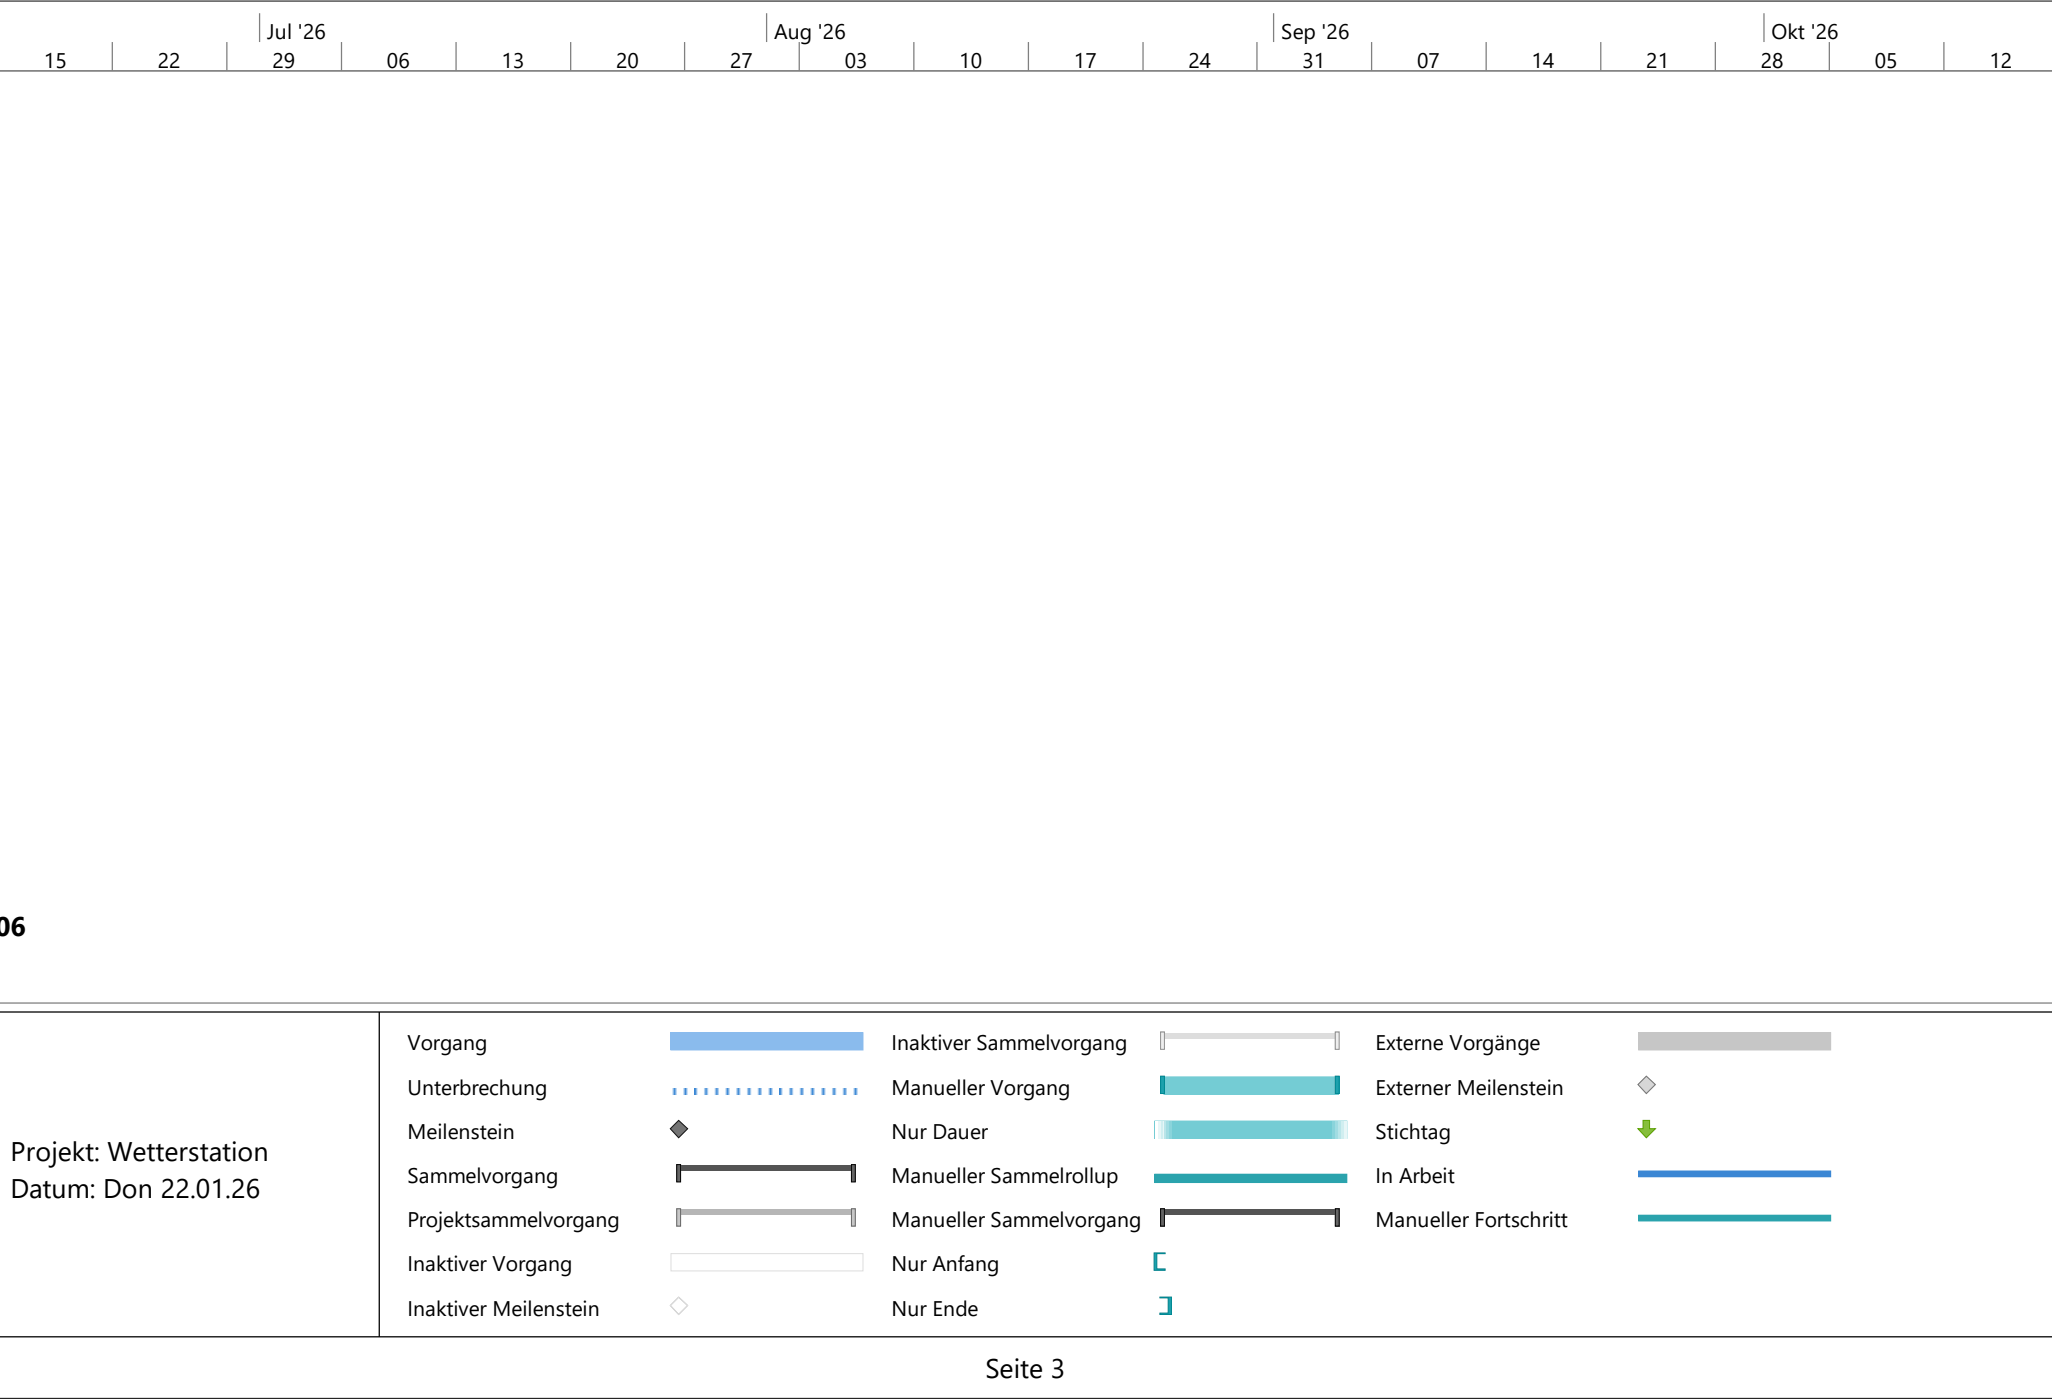 Jul '26 Aug '26 Sep '26 Okt '26
15 22 29 06 13 20 27 03 10 17 24 31 07 14 21 28 05 12
06
Projekt: Wetterstation
Datum: Don 22.01.26
Vorgang
Unterbrechung
Meilenstein
Sammelvorgang
Projektsammelvorgang
Inaktiver Vorgang
Inaktiver Meilenstein
Inaktiver Sammelvorgang
Manueller Vorgang
Nur Dauer
Manueller Sammelrollup
Manueller Sammelvorgang
Nur Anfang
Nur Ende
Externe Vorgänge
Externer Meilenstein
Stichtag
In Arbeit
Manueller Fortschritt
Seite 3